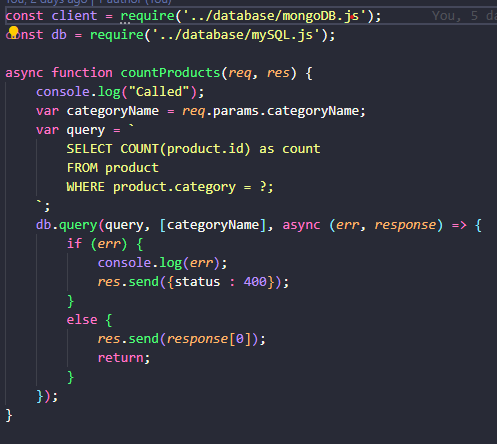 You, 2 days ago | 1 author (You)
const client = require('../database/mongoDB.js');    You, 5 da
const db = require('../database/mySQL.js');
async function countProducts(req, res) {
    console.log("Called");
    var categoryName = req.params.categoryName;
    var query = `
        SELECT COUNT(product.id) as count
        FROM product
        WHERE product.category = ?;
    `;
    db.query(query, [categoryName], async (err, response) => {
        if (err) {
            console.log(err);
            res.send({status : 400});
        }
        else {
            res.send(response[0]);
            return;
        }
    });
}